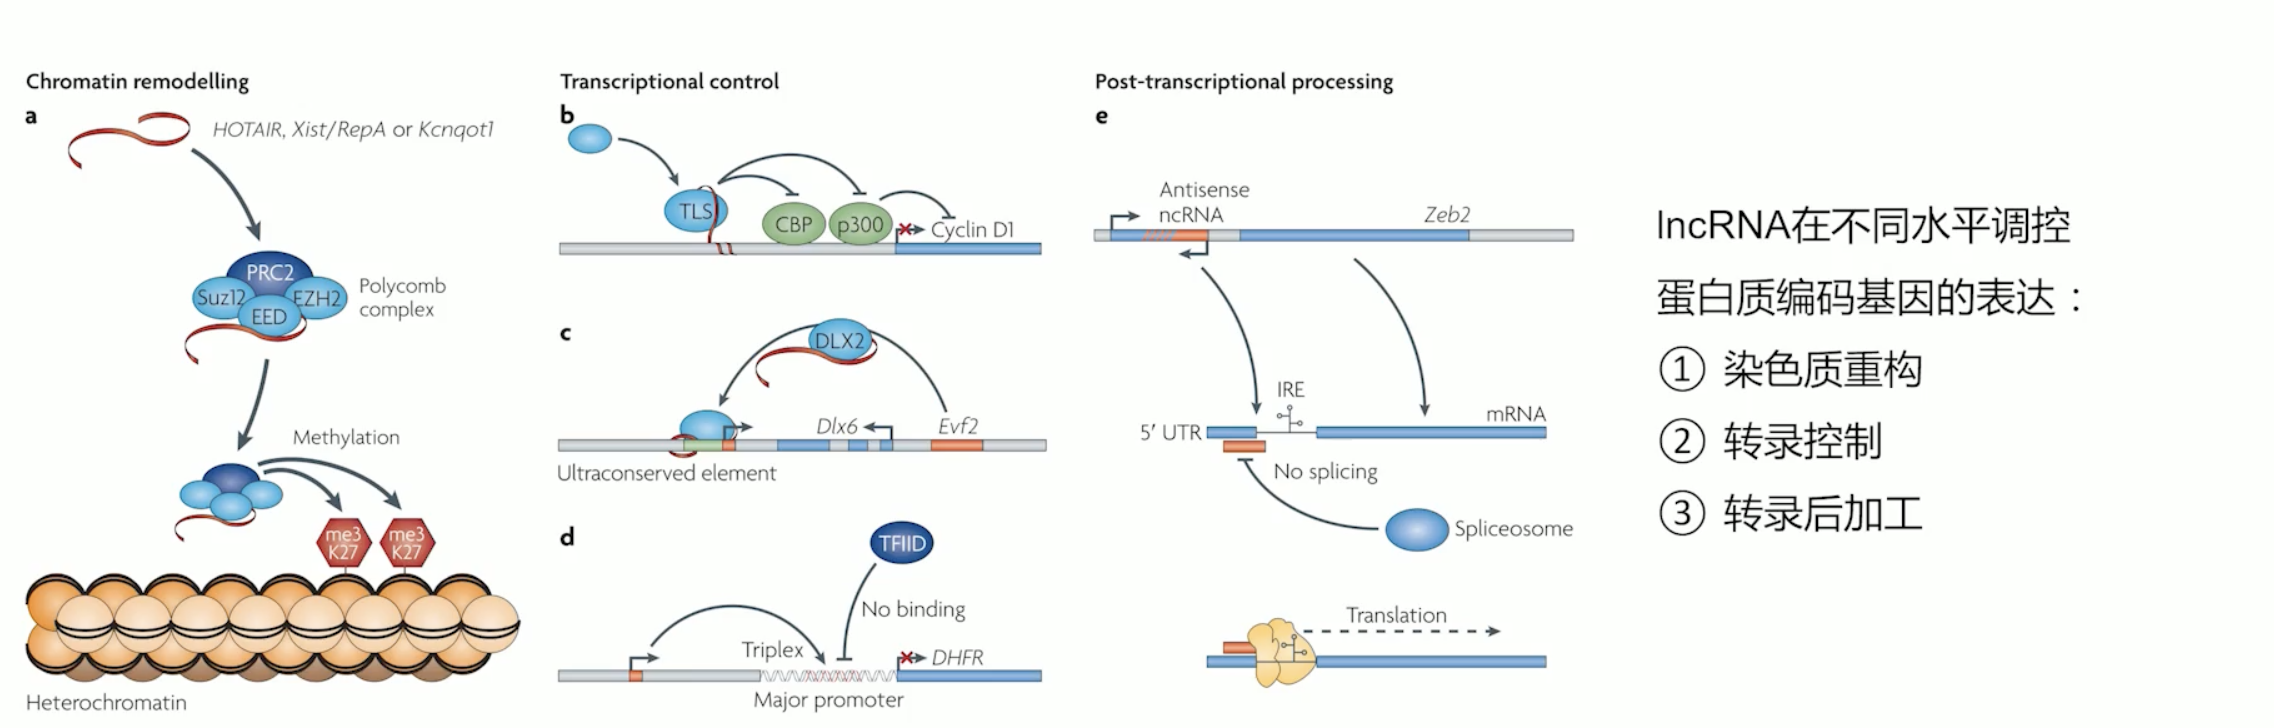 Chromatin remodelling
a
HOTAIR, Xist/RepA or Kcnqot1
PRC2
Suz12
EZH2
EED
Polycomb
complex
Methylation
me3
K27
me3
K27
Heterochromatin
Transcriptional control
b
TLS
CBP
p300
Cyclin D1
c
DLX2
Dlx6
Evf2
Ultraconserved element
d
TFIID
No binding
Triplex
DHFR
Major promoter
Post-transcriptional processing
e
Antisense
ncRNA
Zeb2
IRE
mRNA
5′ UTR
No splicing
Spliceosome
Translation
lncRNA在不同水平调控
蛋白质编码基因的表达：
① 染色质重构
② 转录控制
③ 转录后加工